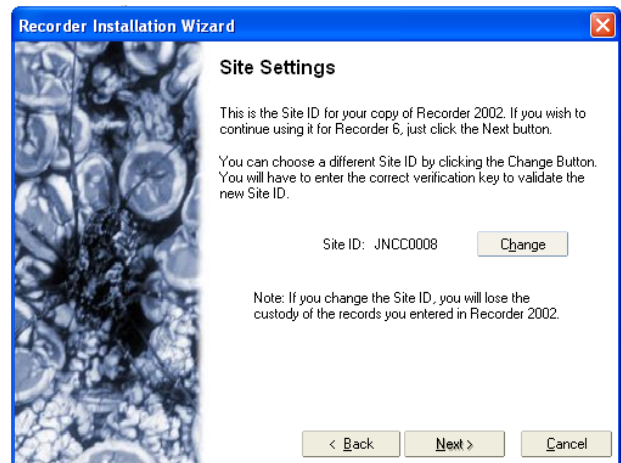 Recorder Installation Wizard
Site Settings
This is the Site ID for your copy of Recorder 2002. If you wish to
continue using it for Recorder 6, just click the Next button.
You can choose a different Site ID by clicking the Change Button.
You will have to enter the correct verification key to validate the
new Site ID.
Site ID: JNCC0008 Change
Note: If you change the Site ID, you will lose the
custody of the records you entered in Recorder 2002.
< Back Next > Cancel